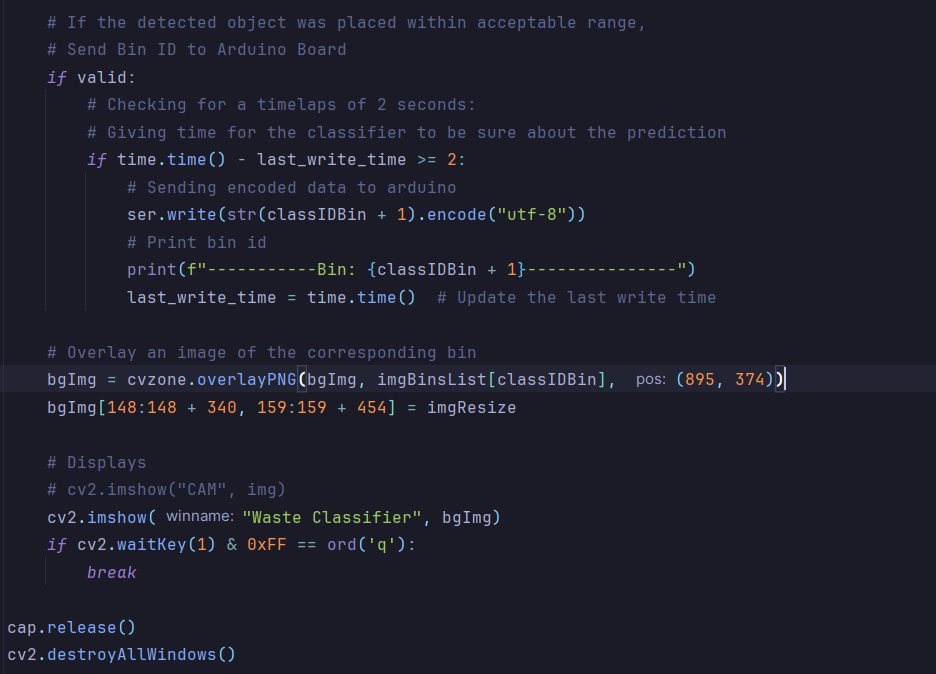 # If the detected object was placed within acceptable range,
    # Send Bin ID to Arduino Board
    if valid:
        # Checking for a timelaps of 2 seconds:
        # Giving time for the classifier to be sure about the prediction
        if time.time() - last_write_time >= 2:
            # Sending encoded data to arduino
            ser.write(str(classIDBin + 1).encode("utf-8"))
            # Print bin id
            print(f"-----------Bin: {classIDBin + 1}---------------")
            last_write_time = time.time()  # Update the last write time

    # Overlay an image of the corresponding bin
    bgImg = cvzone.overlayPNG(bgImg, imgBinsList[classIDBin],  pos: (895, 374))
    bgImg[148:148 + 340, 159:159 + 454] = imgResize

    # Displays
    # cv2.imshow("CAM", img)
    cv2.imshow( winname: "Waste Classifier", bgImg)
    if cv2.waitKey(1) & 0xFF == ord('q'):
        break

cap.release()
cv2.destroyAllWindows()